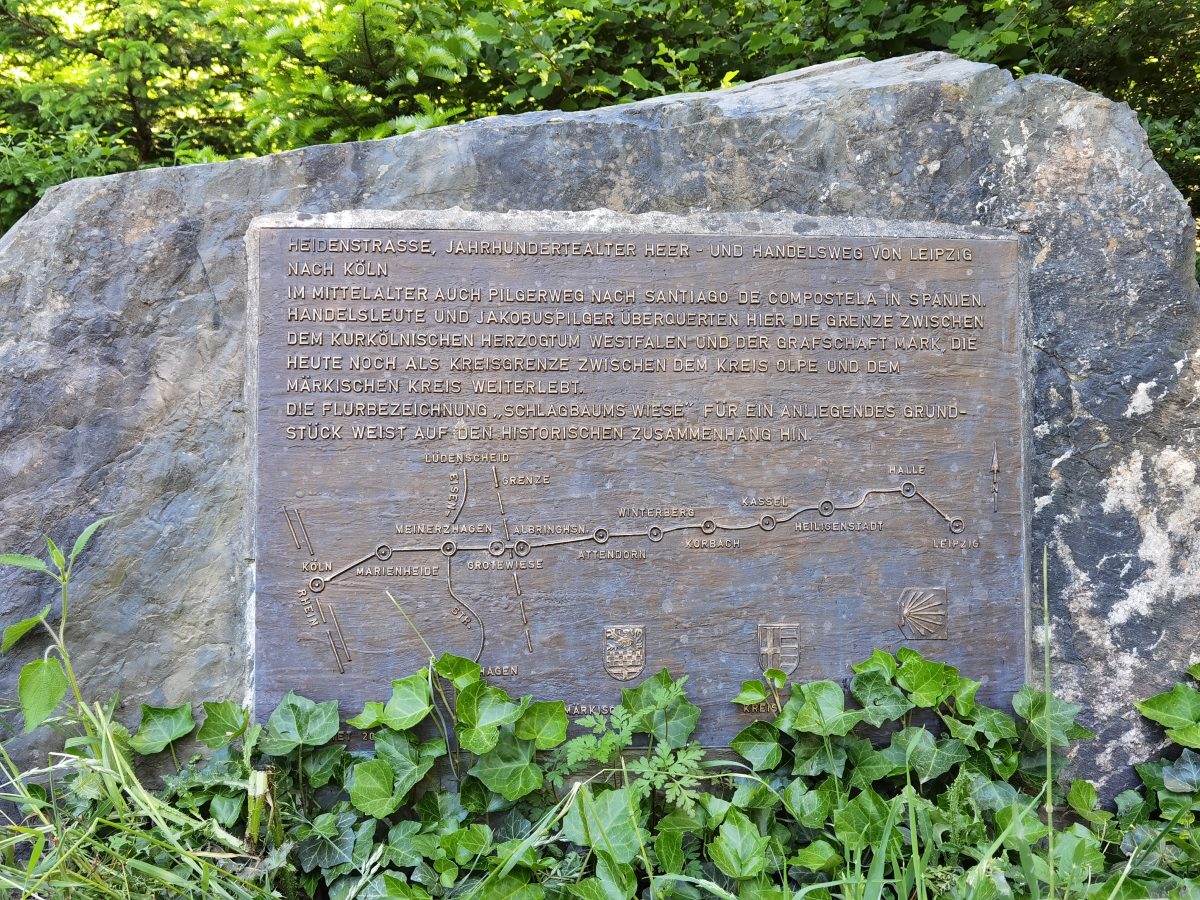 HEIDENSTRASSE, JAHRHUNDERTEALTER HEER - UND HANDELSWEG VON LEIPZIG
NACH KÖLN
IM MITTELALTER AUCH PILGERWEG NACH SANTIAGO DE COMPOSTELA IN SPANIEN.
HANDELSLEUTE UND JAKOBUSPILGER ÜBERQUERTEN HIER DIE GRENZE ZWISCHEN
DEM KURKÖLNISCHEN HERZOGTUM WESTFALEN UND DER GRAFSCHAFT MARK, DIE
HEUTE NOCH ALS KREISGRENZE ZWISCHEN DEM KREIS OLPE UND DEM
MÄRKISCHEN KREIS WEITERLEBT.
DIE FLURBEZEICHNUNG „SCHLAGBAUMS WIESE“ FÜR EIN ANLIEGENDES GRUND-
STÜCK WEIST AUF DEN HISTORISCHEN ZUSAMMENHANG HIN.
LÜDENSCHEID
GRENZE
EISEN
HALLE
KASSEL
WINTERBERG
MEINERZHAGEN
ALBRINGHSN.
HEILIGENSTADT
KORBACH
LEIPZIG
ATTENDORN
GROTEWIESE
MARIENHEIDE
KÖLN
RHEIN
STR.
HAGEN
MÄRKISC
KREIS